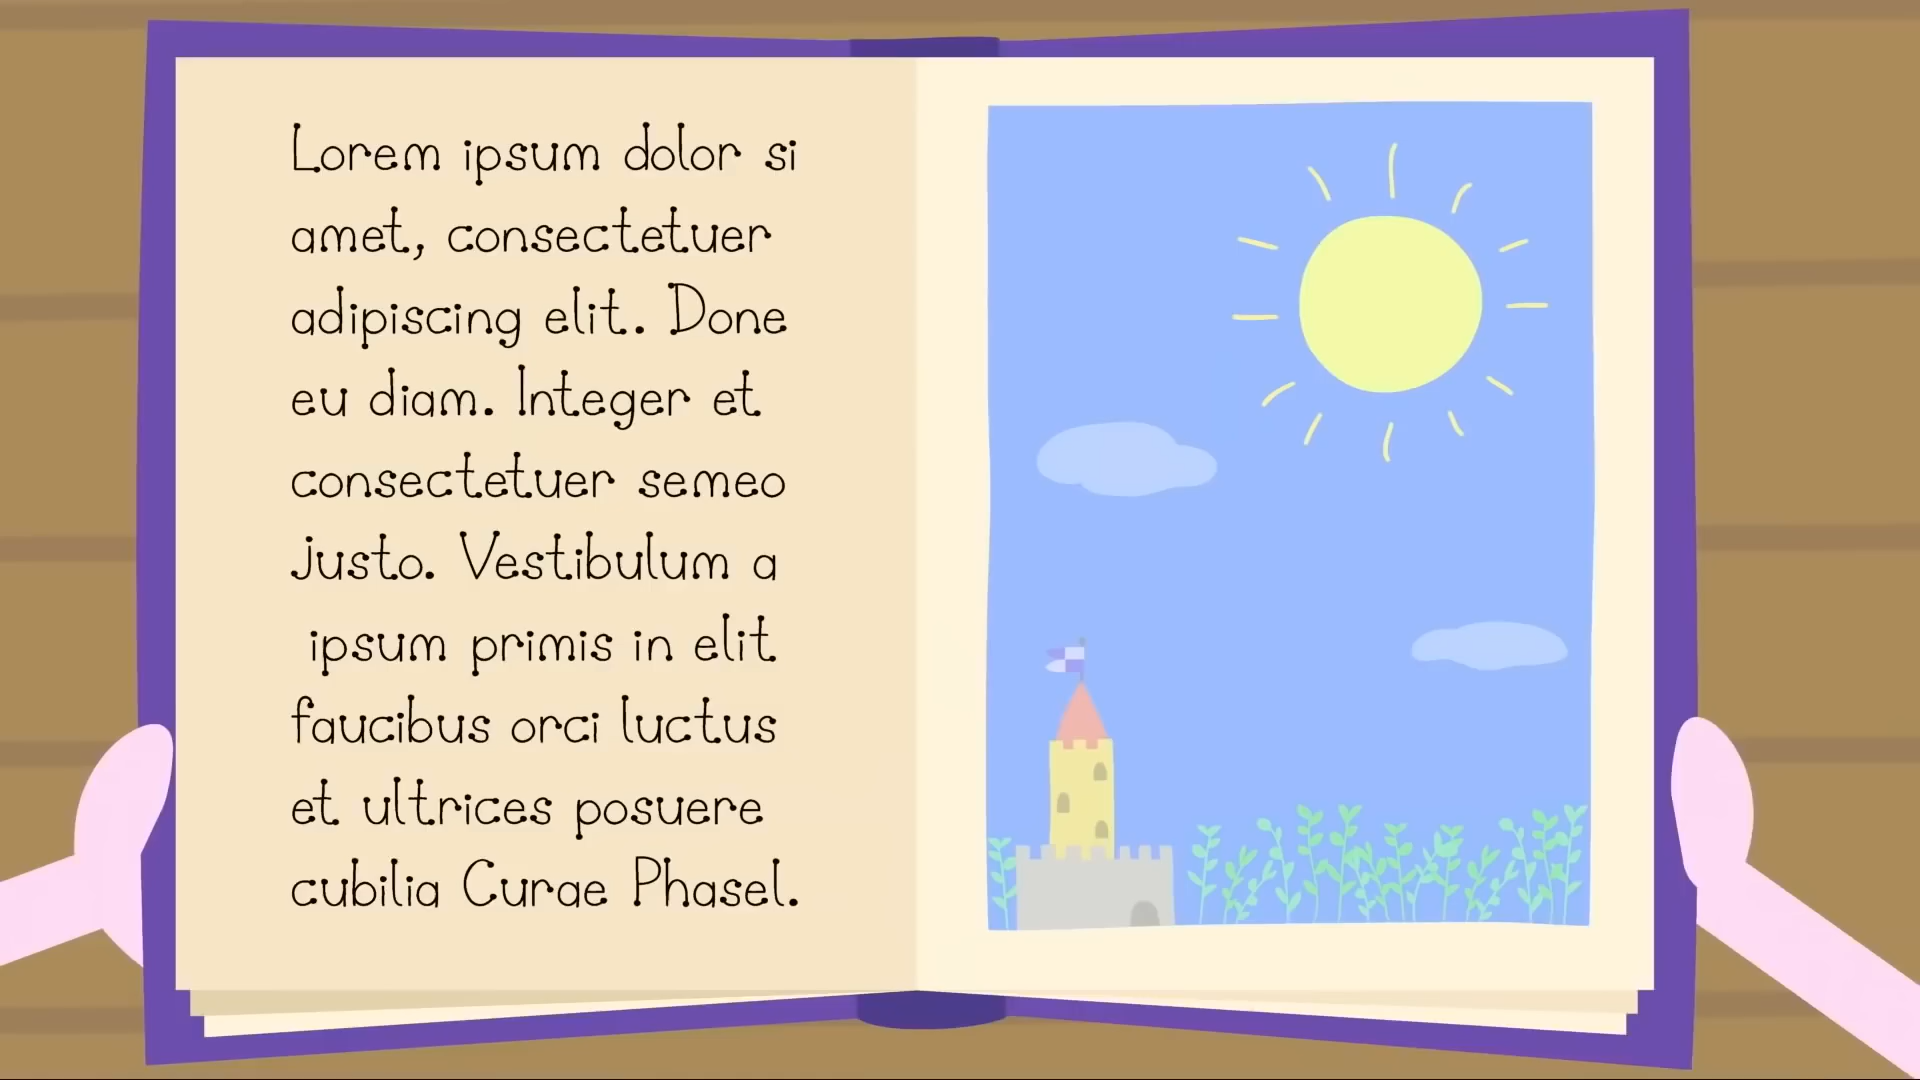 Lorem ipsum dolor si
amet, consectetuer
adipiscing elit. Done
eu diam. Integer et
consectetuer semeo
justo. Vestibulum a
ipsum primis in elit
faucibus orci luctus
et ultrices posuere
cubilia Curae Phasel.